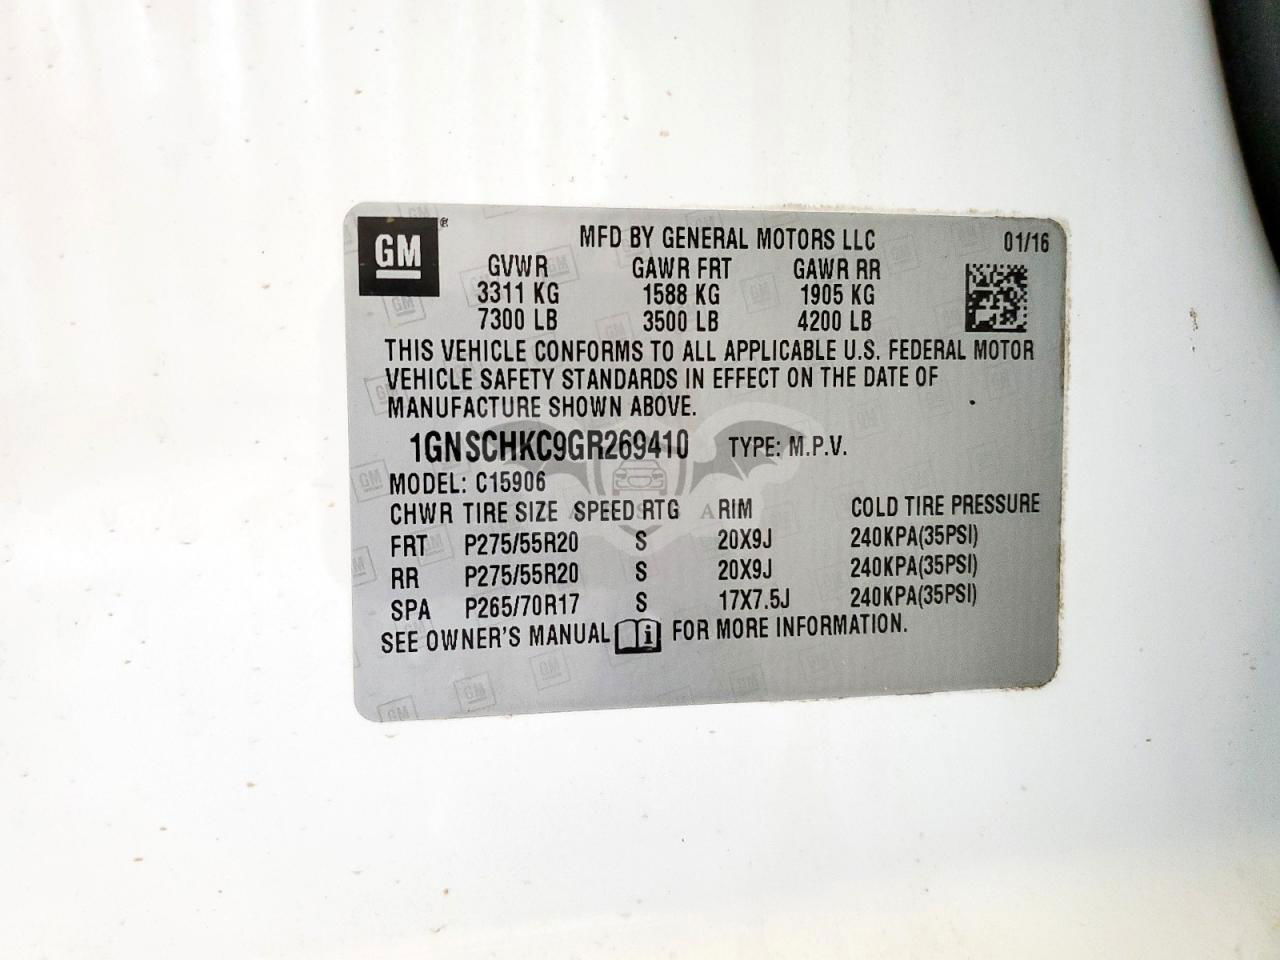 GM
MFD BY GENERAL MOTORS LLC 01/16
GVWR GAWR FRT GAWR RR
3311 KG 1588 KG 1905 KG
7300 LB 3500 LB 4200 LB
THIS VEHICLE CONFORMS TO ALL APPLICABLE U.S. FEDERAL MOTOR
VEHICLE SAFETY STANDARDS IN EFFECT ON THE DATE OF
MANUFACTURE SHOWN ABOVE.
1GNSCHKC9GR269410 TYPE: M.P.V.
MODEL: C15906
CHWR TIRE SIZE SPEED RTG RIM COLD TIRE PRESSURE
FRT P275/55R20 S 20X9J 240KPA(35PSI)
RR P275/55R20 S 20X9J 240KPA(35PSI)
SPA P265/70R17 S 17X7.5J 240KPA(35PSI)
SEE OWNER'S MANUAL FOR MORE INFORMATION.